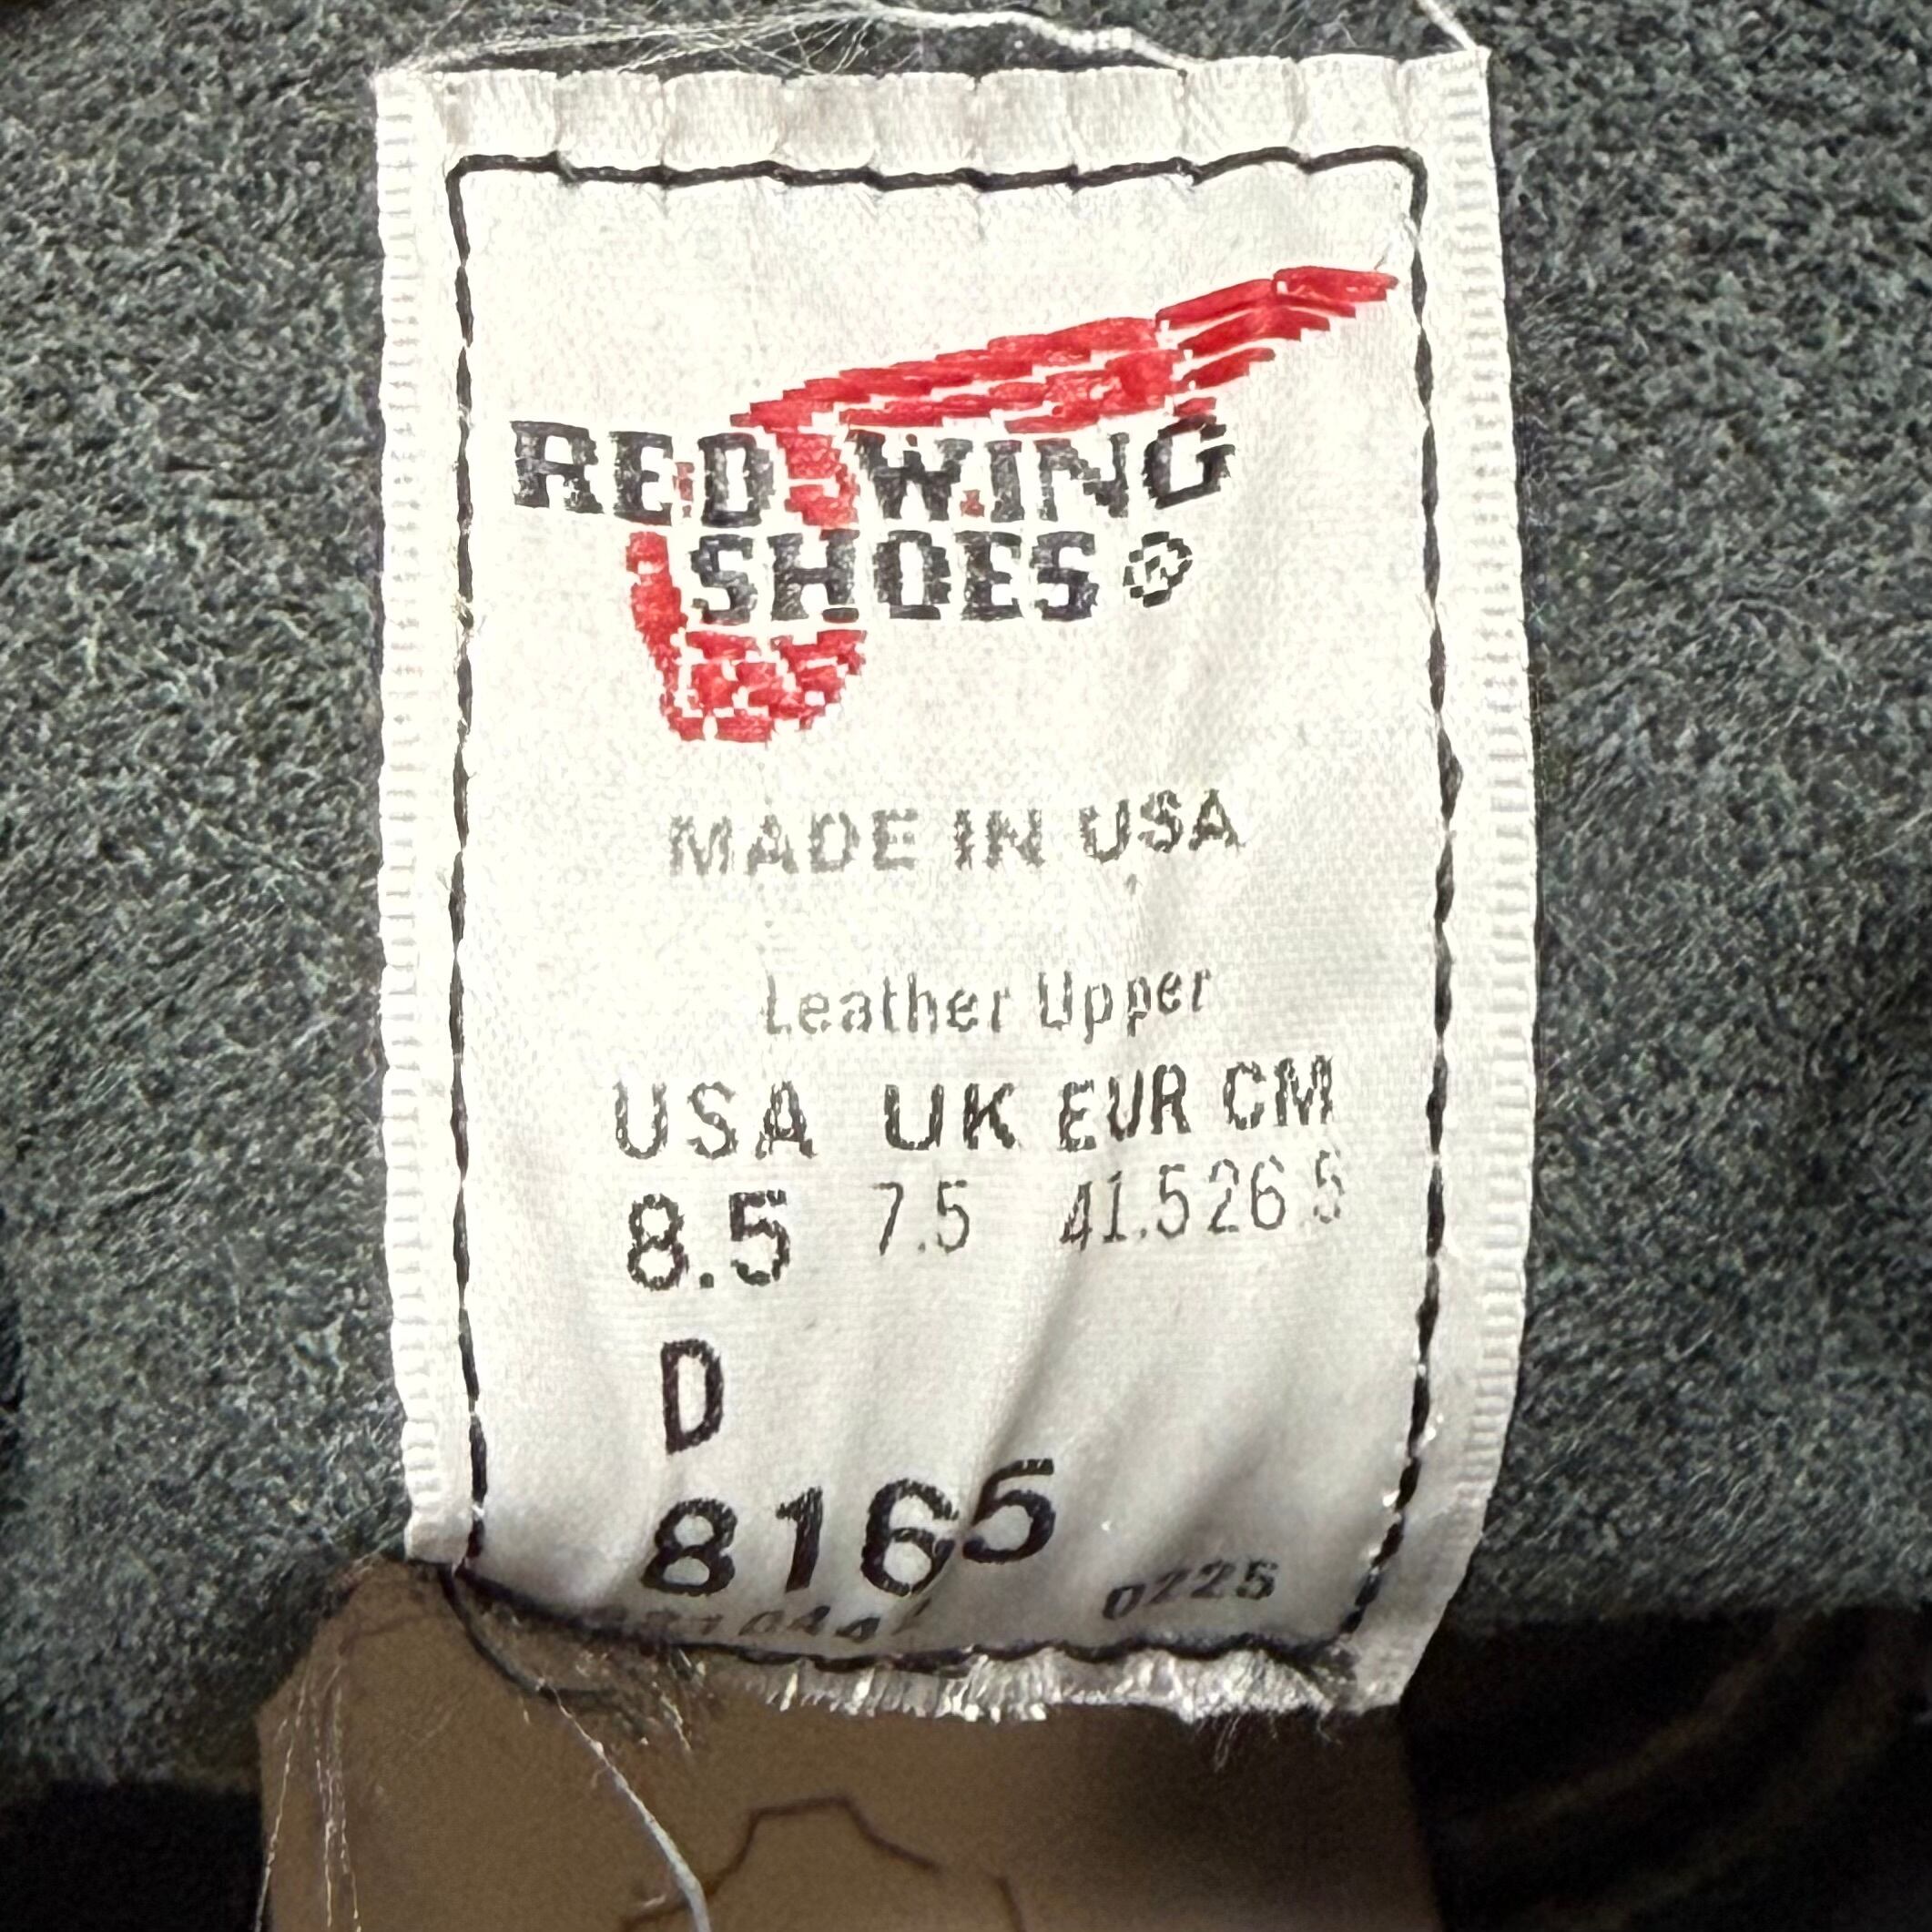 RED WING
SHOES®
MADE IN USA
Leather Upper
USA UK EUR CM
8.5 7.5 41.5 26.5
D
8165
0225